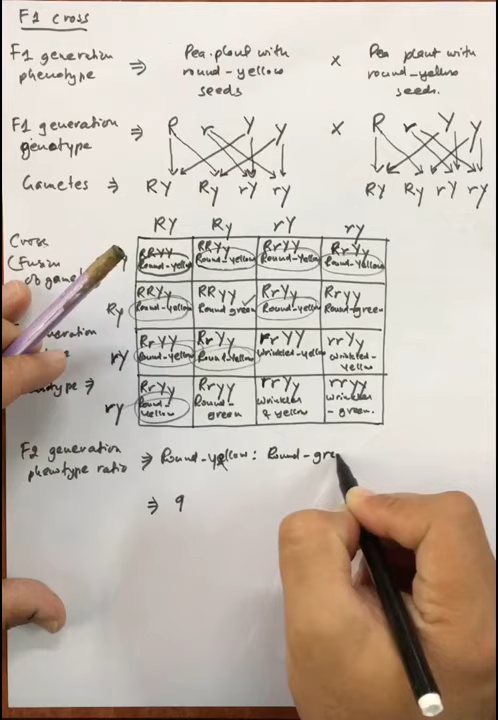 F1 cross
F1 generation phenotype ⇒ Pea plant with round-yellow seeds × Pea plant with round-yellow seeds.
F1 generation genotype ⇒ R r Y y × R r Y y
Gametes ⇒ RY Ry rY ry RY Ry rY ry
RY Ry rY ry
Cross (Fusion of game
RRYY Round-yellow RRYy Round-yellow RrYY Round-yellow RrYy Round-yellow
Ry RRYy Round-yellow RRyy Round green RrYy Round-yellow Rryy Round-green
rY RrYY Round-yellow RrYy Round-yellow rrYY Wrinkled-yellow rrYy Wrinkled-yellow
ry RrYy Round-yellow Rryy Round-green rrYy Wrinkled & yellow rryy Wrinkled-green.
F2 generation phenotype ratio ⇒ Round-yellow : Round-gre
⇒ 9